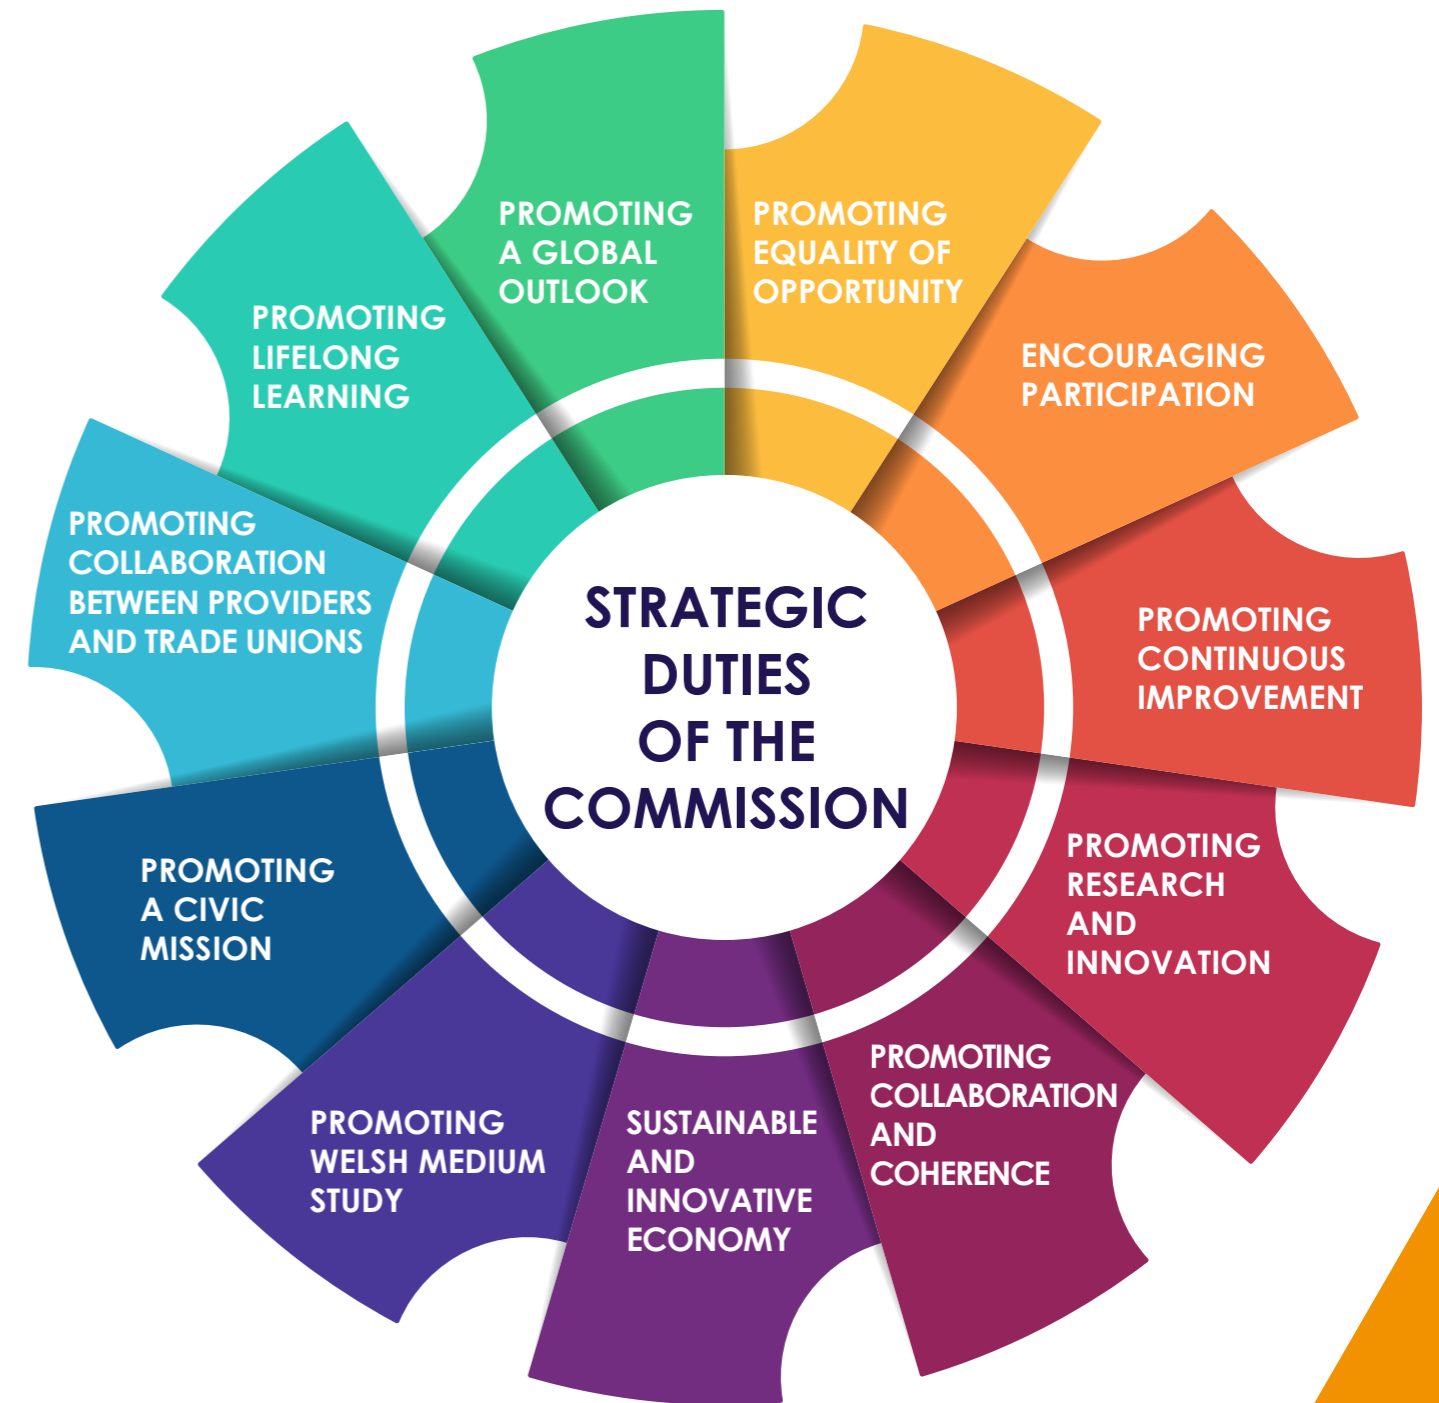 STRATEGIC
DUTIES
OF THE
COMMISSION
PROMOTING
EQUALITY OF
OPPORTUNITY
ENCOURAGING
PARTICIPATION
PROMOTING
CONTINUOUS
IMPROVEMENT
PROMOTING
RESEARCH
AND
INNOVATION
PROMOTING
COLLABORATION
AND
COHERENCE
SUSTAINABLE
AND
INNOVATIVE
ECONOMY
PROMOTING
WELSH MEDIUM
STUDY
PROMOTING
A CIVIC
MISSION
PROMOTING
COLLABORATION
BETWEEN PROVIDERS
AND TRADE UNIONS
PROMOTING
LIFELONG
LEARNING
PROMOTING
A GLOBAL
OUTLOOK